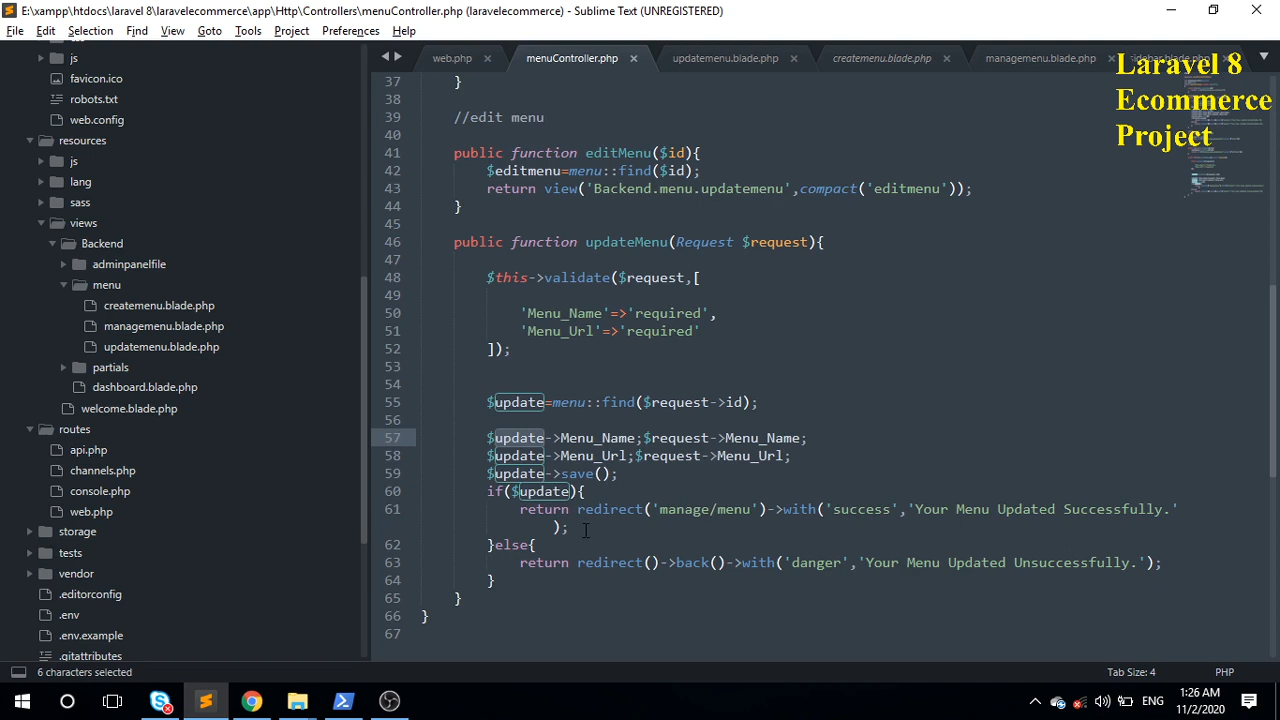 E:\xampp\htdocs\laravel 8\laravelecommerce\app\Http\Controllers\menuController.php (laravelecommerce) - Sublime Text (UNREGISTERED)
File Edit Selection Find View Goto Tools Project Preferences Help
js
favicon.ico
robots.txt
web.config
resources
js
lang
sass
views
Backend
adminpanelfile
menu
createmenu.blade.php
managemenu.blade.php
updatemenu.blade.php
partials
dashboard.blade.php
welcome.blade.php
routes
api.php
channels.php
console.php
web.php
storage
tests
vendor
.editorconfig
.env
.env.example
.gitattributes
web.php menuController.php updatemenu.blade.php createmenu.blade.php managemenu.blade.php
Laravel 8
Ecommerce
Project
37 }
38
39 //edit menu
40
41 public function editMenu($id){
42 $editmenu=menu::find($id);
43 return view('Backend.menu.updatemenu',compact('editmenu'));
44 }
45
46 public function updateMenu(Request $request){
47
48 $this->validate($request,[
49
50 'Menu_Name'=>'required',
51 'Menu_Url'=>'required'
52 ]);
53
54
55 $update=menu::find($request->id);
56
57 $update->Menu_Name;$request->Menu_Name;
58 $update->Menu_Url;$request->Menu_Url;
59 $update->save();
60 if($update){
61 return redirect('manage/menu')->with('success','Your Menu Updated Successfully.'
);
62 }else{
63 return redirect()->back()->with('danger','Your Menu Updated Unsuccessfully.');
64 }
65 }
66 }
67
6 characters selected
Tab Size: 4 PHP
ENG
1:26 AM
11/2/2020